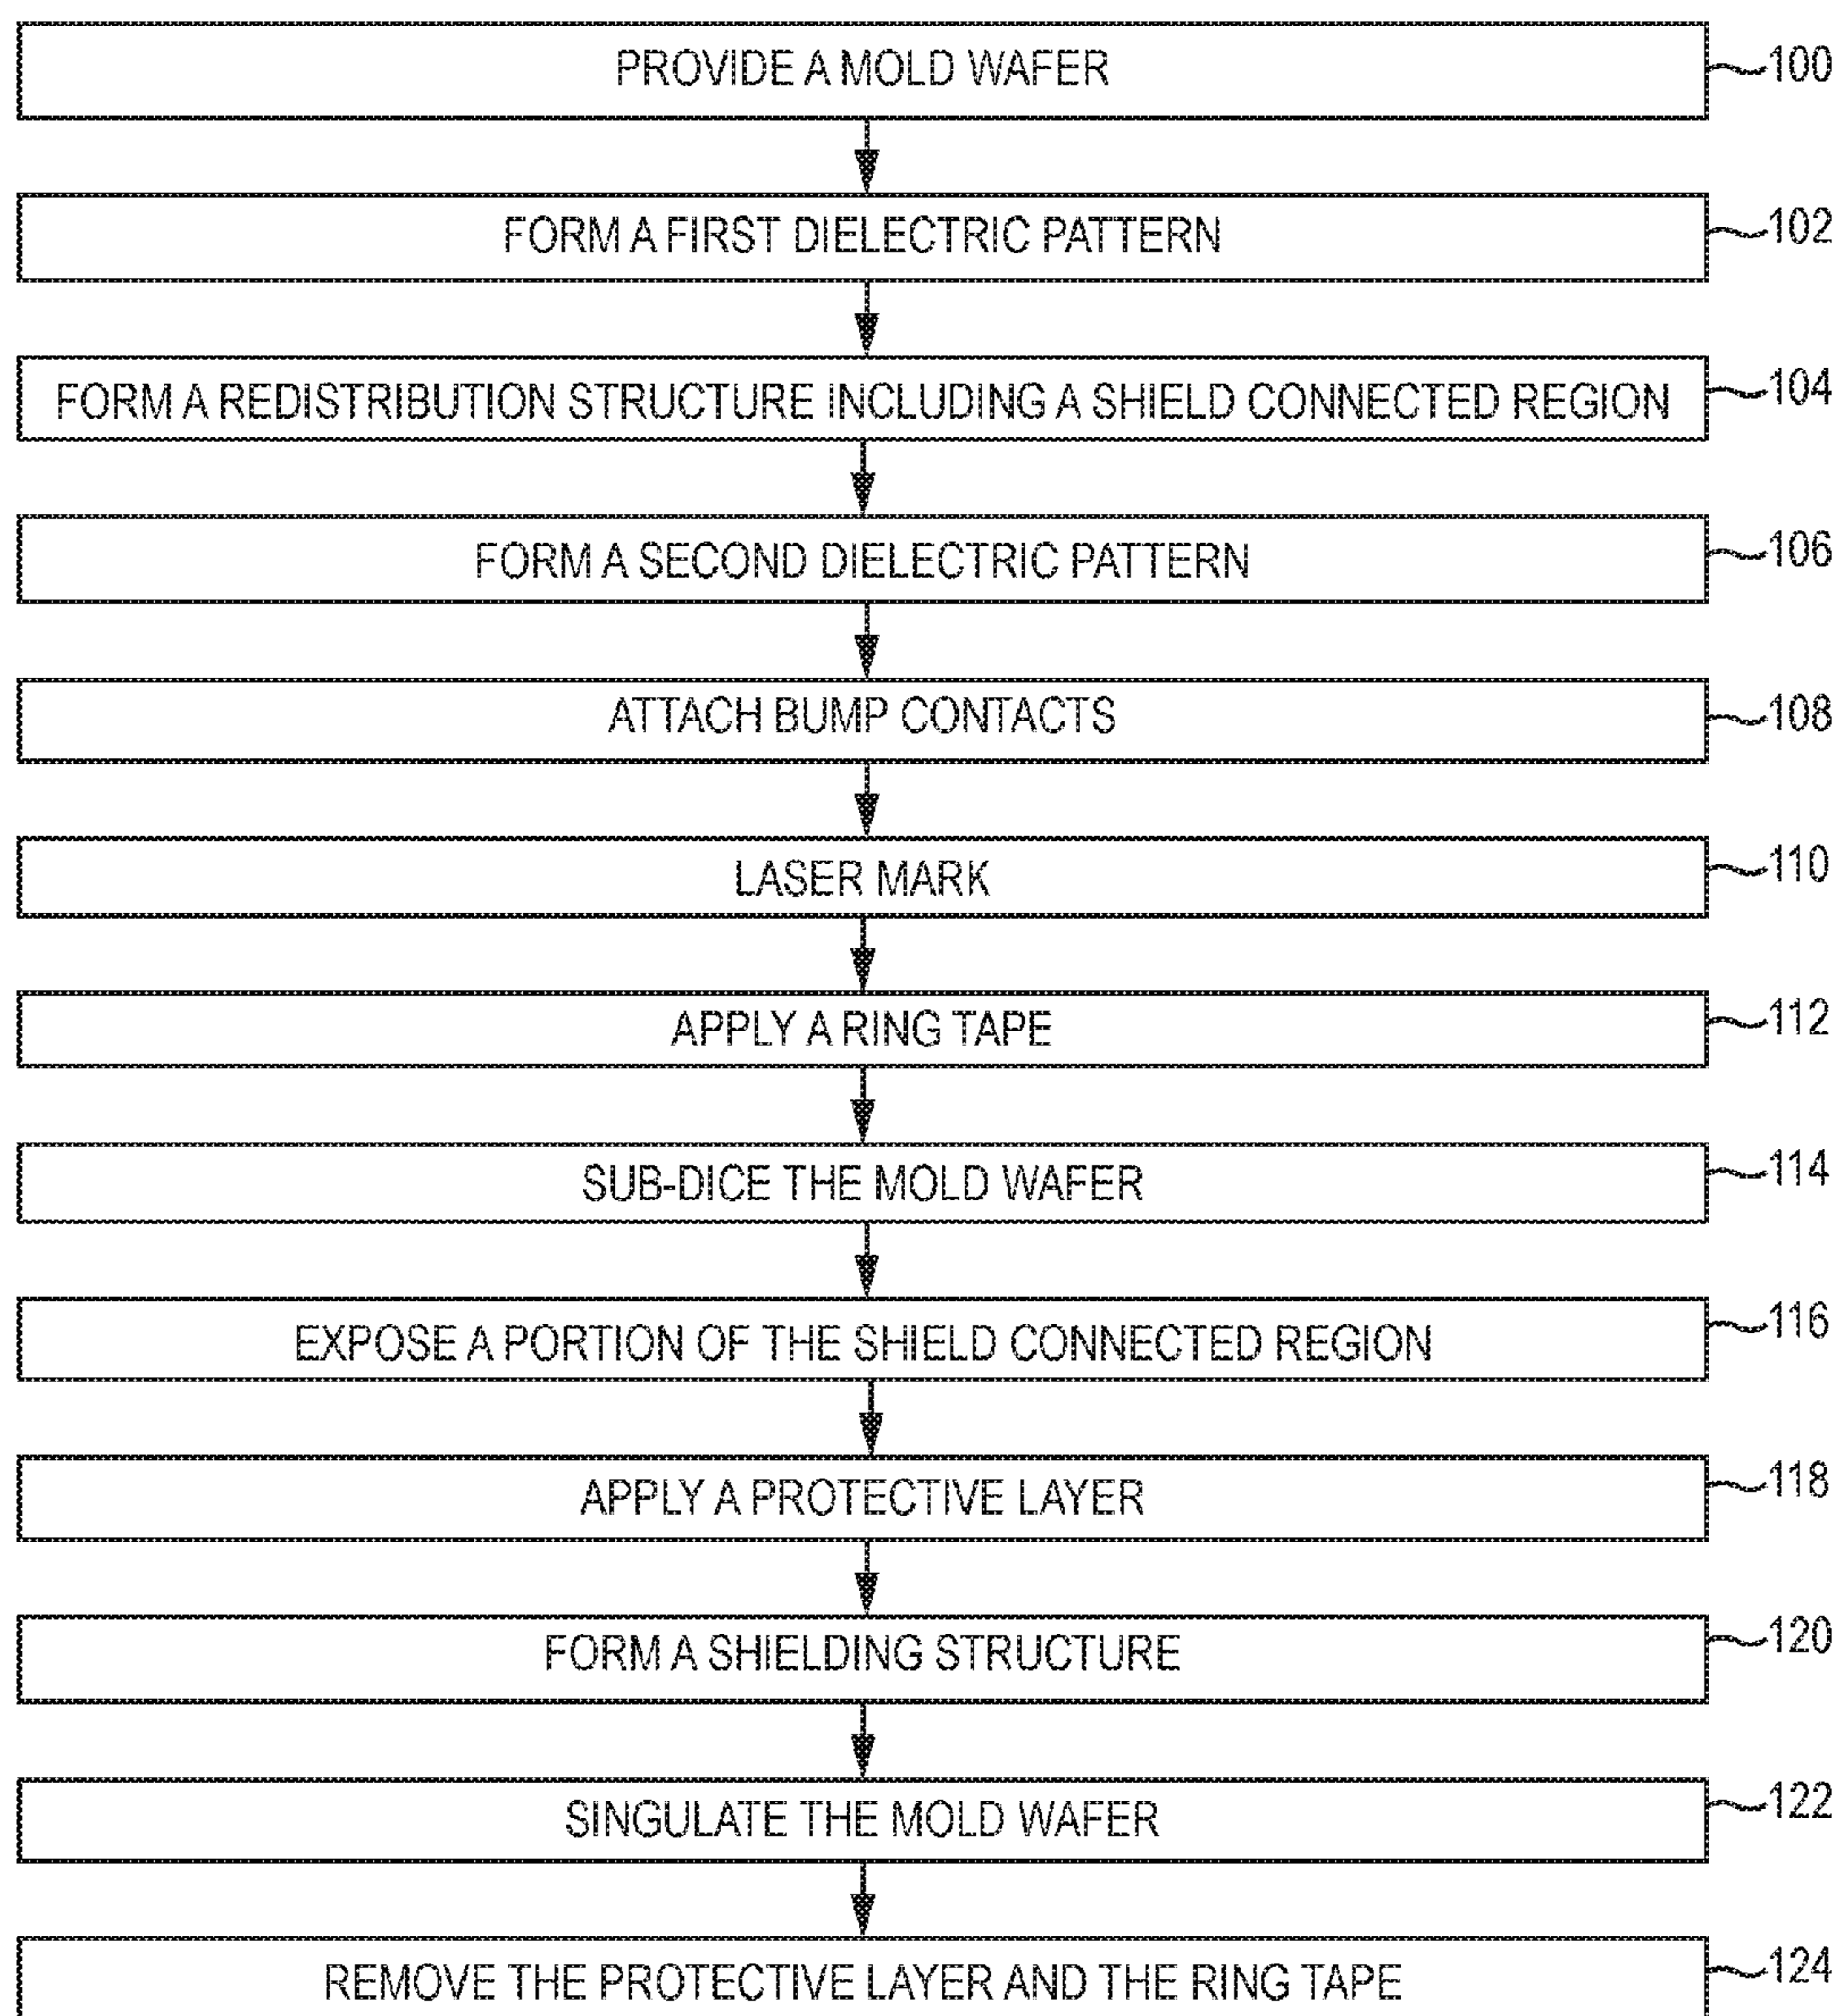 PROVIDE A MOLD WAFER 100
FORM A FIRST DIELECTRIC PATTERN 102
FORM A REDISTRIBUTION STRUCTURE INCLUDING A SHIELD CONNECTED REGION 104
FORM A SECOND DIELECTRIC PATTERN 106
ATTACH BUMP CONTACTS 108
LASER MARK 110
APPLY A RING TAPE 112
SUB-DICE THE MOLD WAFER 114
EXPOSE A PORTION OF THE SHIELD CONNECTED REGION 116
APPLY A PROTECTIVE LAYER 118
FORM A SHIELDING STRUCTURE 120
SINGULATE THE MOLD WAFER 122
REMOVE THE PROTECTIVE LAYER AND THE RING TAPE 124